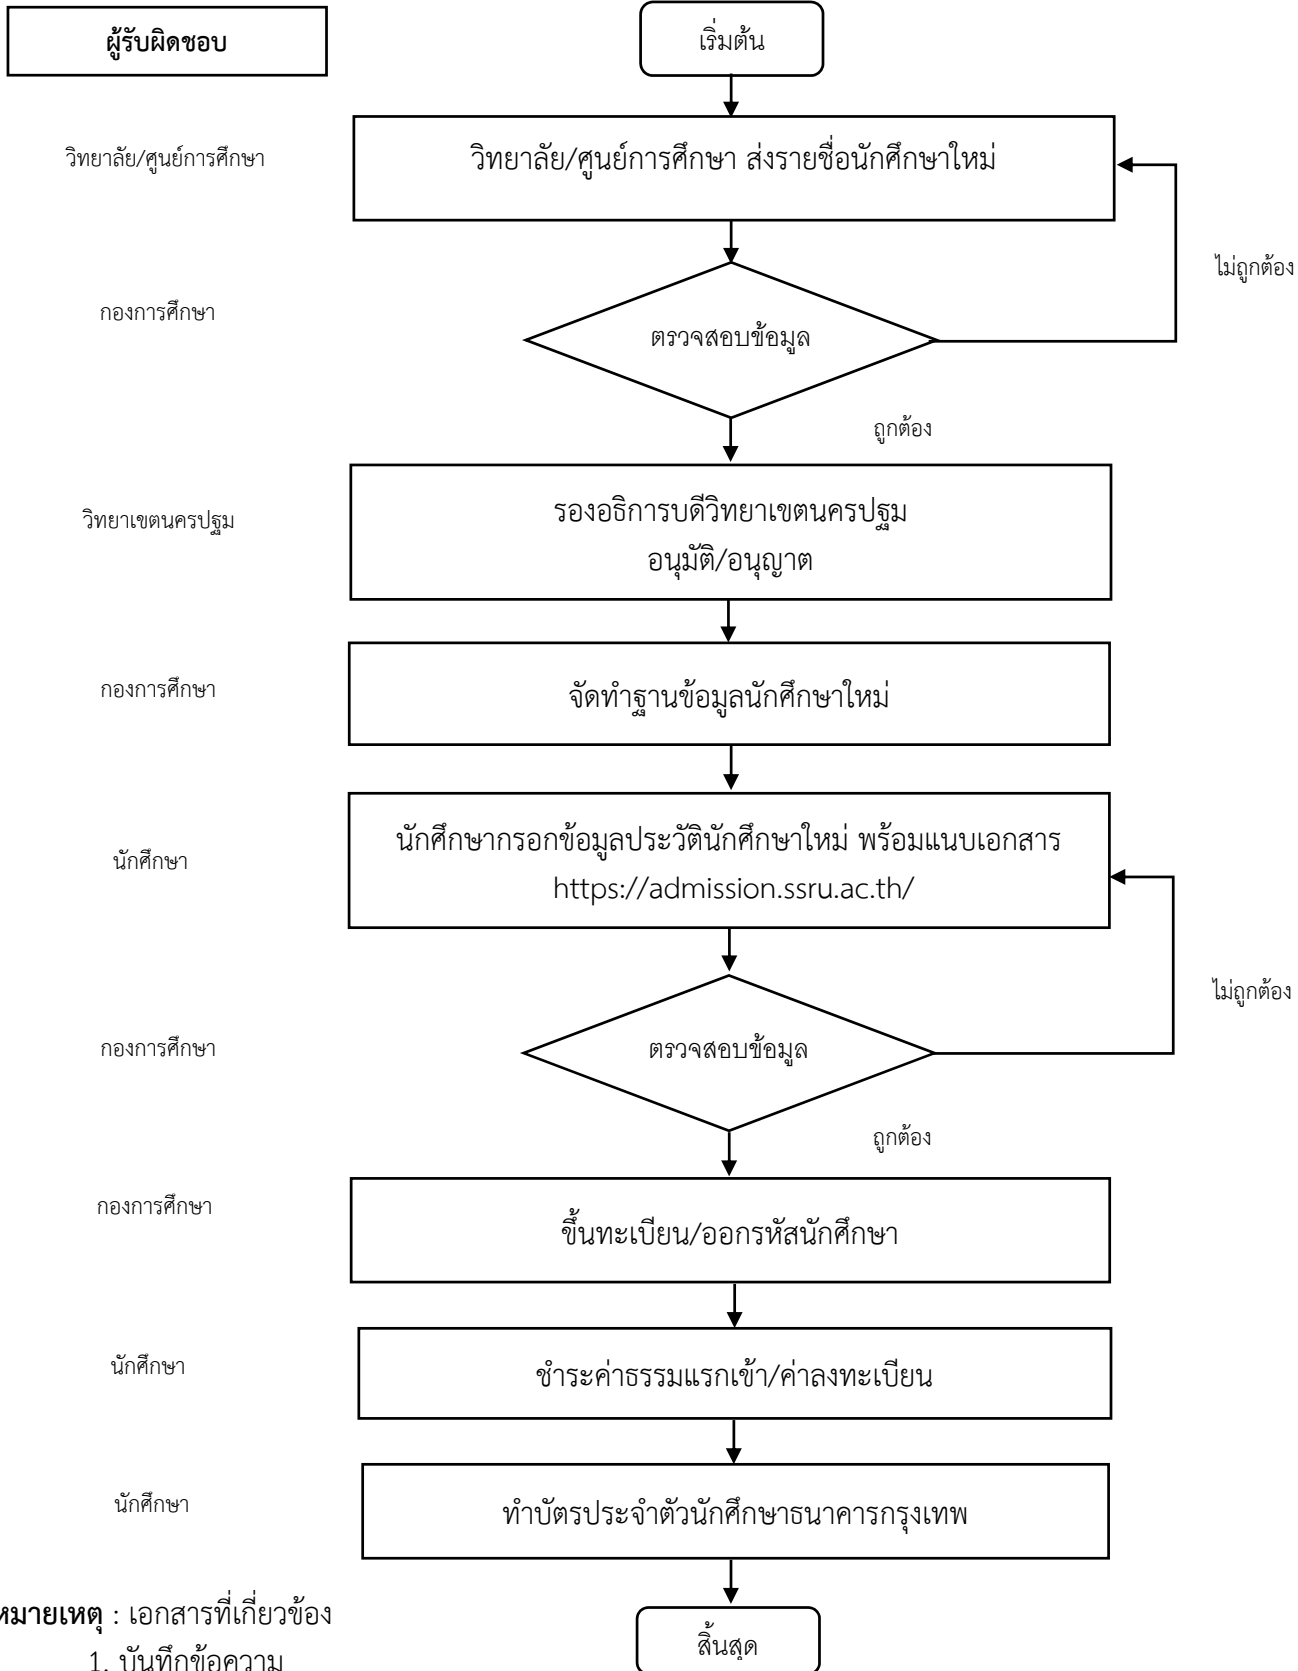 ผู้รับผิดชอบ
เริ่มต้น
วิทยาลัย/ศูนย์การศึกษา
วิทยาลัย/ศูนย์การศึกษา ส่งรายชื่อนักศึกษาใหม่
ไม่ถูกต้อง
กองการศึกษา
ตรวจสอบข้อมูล
ถูกต้อง
วิทยาเขตนครปฐม
รองอธิการบดีวิทยาเขตนครปฐม
อนุมัติ/อนุญาต
กองการศึกษา
จัดทำฐานข้อมูลนักศึกษาใหม่
นักศึกษา
นักศึกษากรอกข้อมูลประวัตินักศึกษาใหม่ พร้อมแนบเอกสาร
https://admission.ssru.ac.th/
ไม่ถูกต้อง
กองการศึกษา
ตรวจสอบข้อมูล
ถูกต้อง
กองการศึกษา
ขึ้นทะเบียน/ออกรหัสนักศึกษา
นักศึกษา
ชำระค่าธรรมแรกเข้า/ค่าลงทะเบียน
นักศึกษา
ทำบัตรประจำตัวนักศึกษาธนาคารกรุงเทพ
หมายเหตุ : เอกสารที่เกี่ยวข้อง
สิ้นสุด
1. บันทึกข้อความ